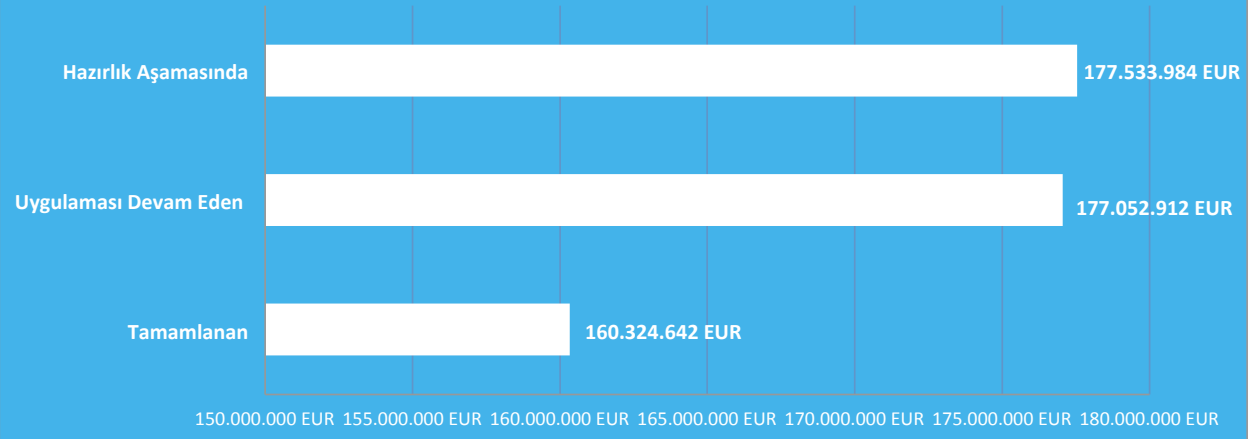 Hazırlık Aşamasında
177.533.984 EUR
Uygulaması Devam Eden
177.052.912 EUR
Tamamlanan
160.324.642 EUR
150.000.000 EUR 155.000.000 EUR 160.000.000 EUR 165.000.000 EUR 170.000.000 EUR 175.000.000 EUR 180.000.000 EUR